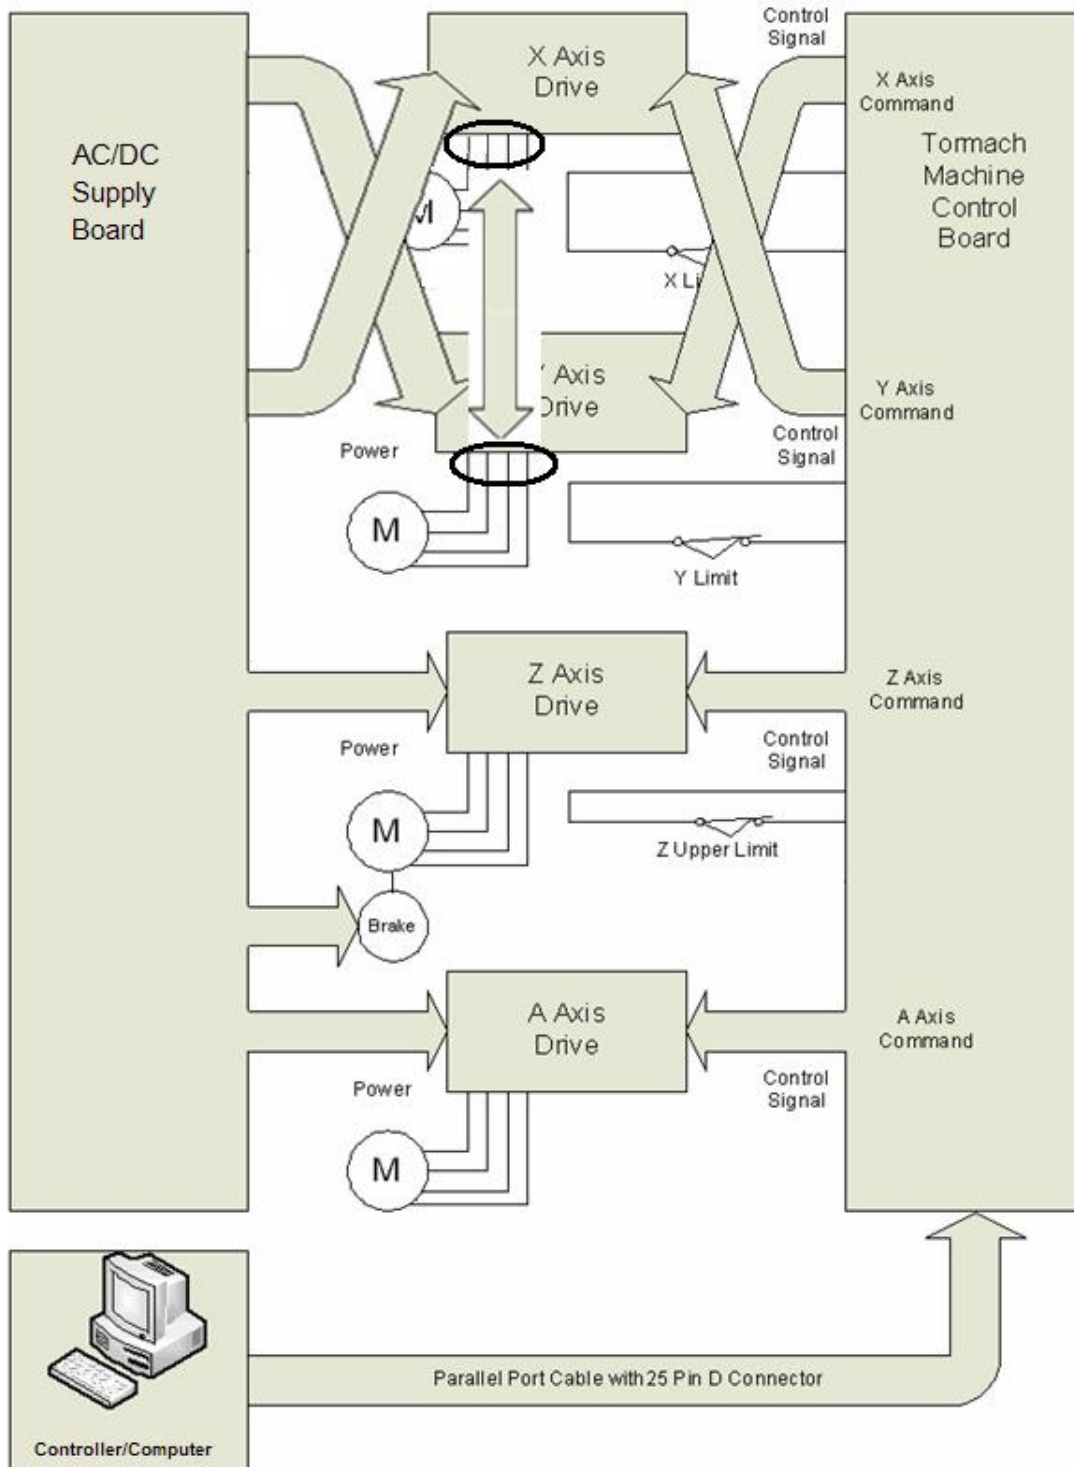 Control
Signal
X Axis
Drive
X Axis
Command
AC/DC
Supply
Board
Tormach
Machine
Control
Board
M
X Li
Axis
Drive
Y Axis
Command
Power
Control
Signal
M
Y Limit
Z Axis
Drive
Z Axis
Command
Power
Control
Signal
M
Z Upper Limit
Brake
A Axis
Drive
A Axis
Command
Power
Control
Signal
M
Parallel Port Cable with 25 Pin D Connector
Controller/Computer